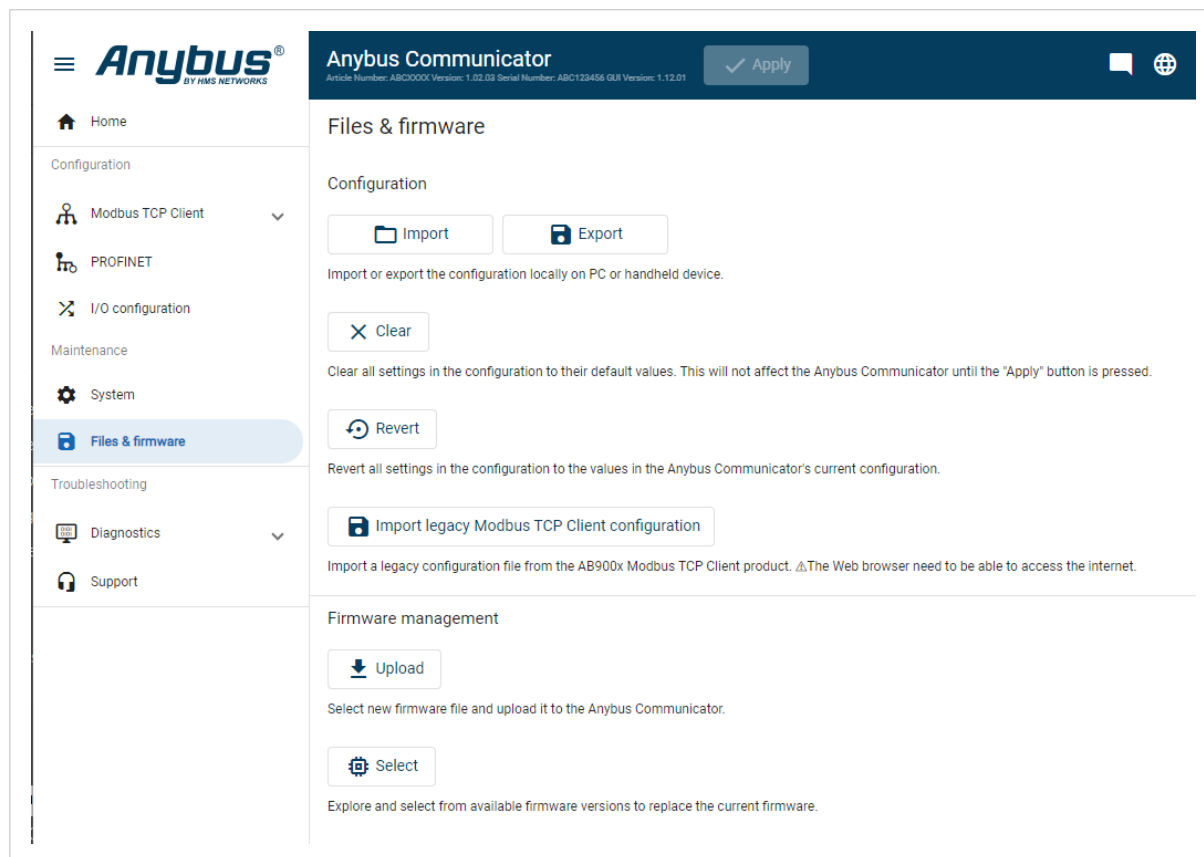 Anybus®
BY HMS NETWORKS
Anybus Communicator
Article Number: ABCXXXX Version: 1.02.03 Serial Number: ABC123456 GUI Version: 1.12.01
Apply
Home
Configuration
Modbus TCP Client
PROFINET
I/O configuration
Maintenance
System
Files & firmware
Troubleshooting
Diagnostics
Support
Files & firmware
Configuration
Import
Export
Import or export the configuration locally on PC or handheld device.
Clear
Clear all settings in the configuration to their default values. This will not affect the Anybus Communicator until the "Apply" button is pressed.
Revert
Revert all settings in the configuration to the values in the Anybus Communicator's current configuration.
Import legacy Modbus TCP Client configuration
Import a legacy configuration file from the AB900x Modbus TCP Client product. ⚠The Web browser need to be able to access the internet.
Firmware management
Upload
Select new firmware file and upload it to the Anybus Communicator.
Select
Explore and select from available firmware versions to replace the current firmware.